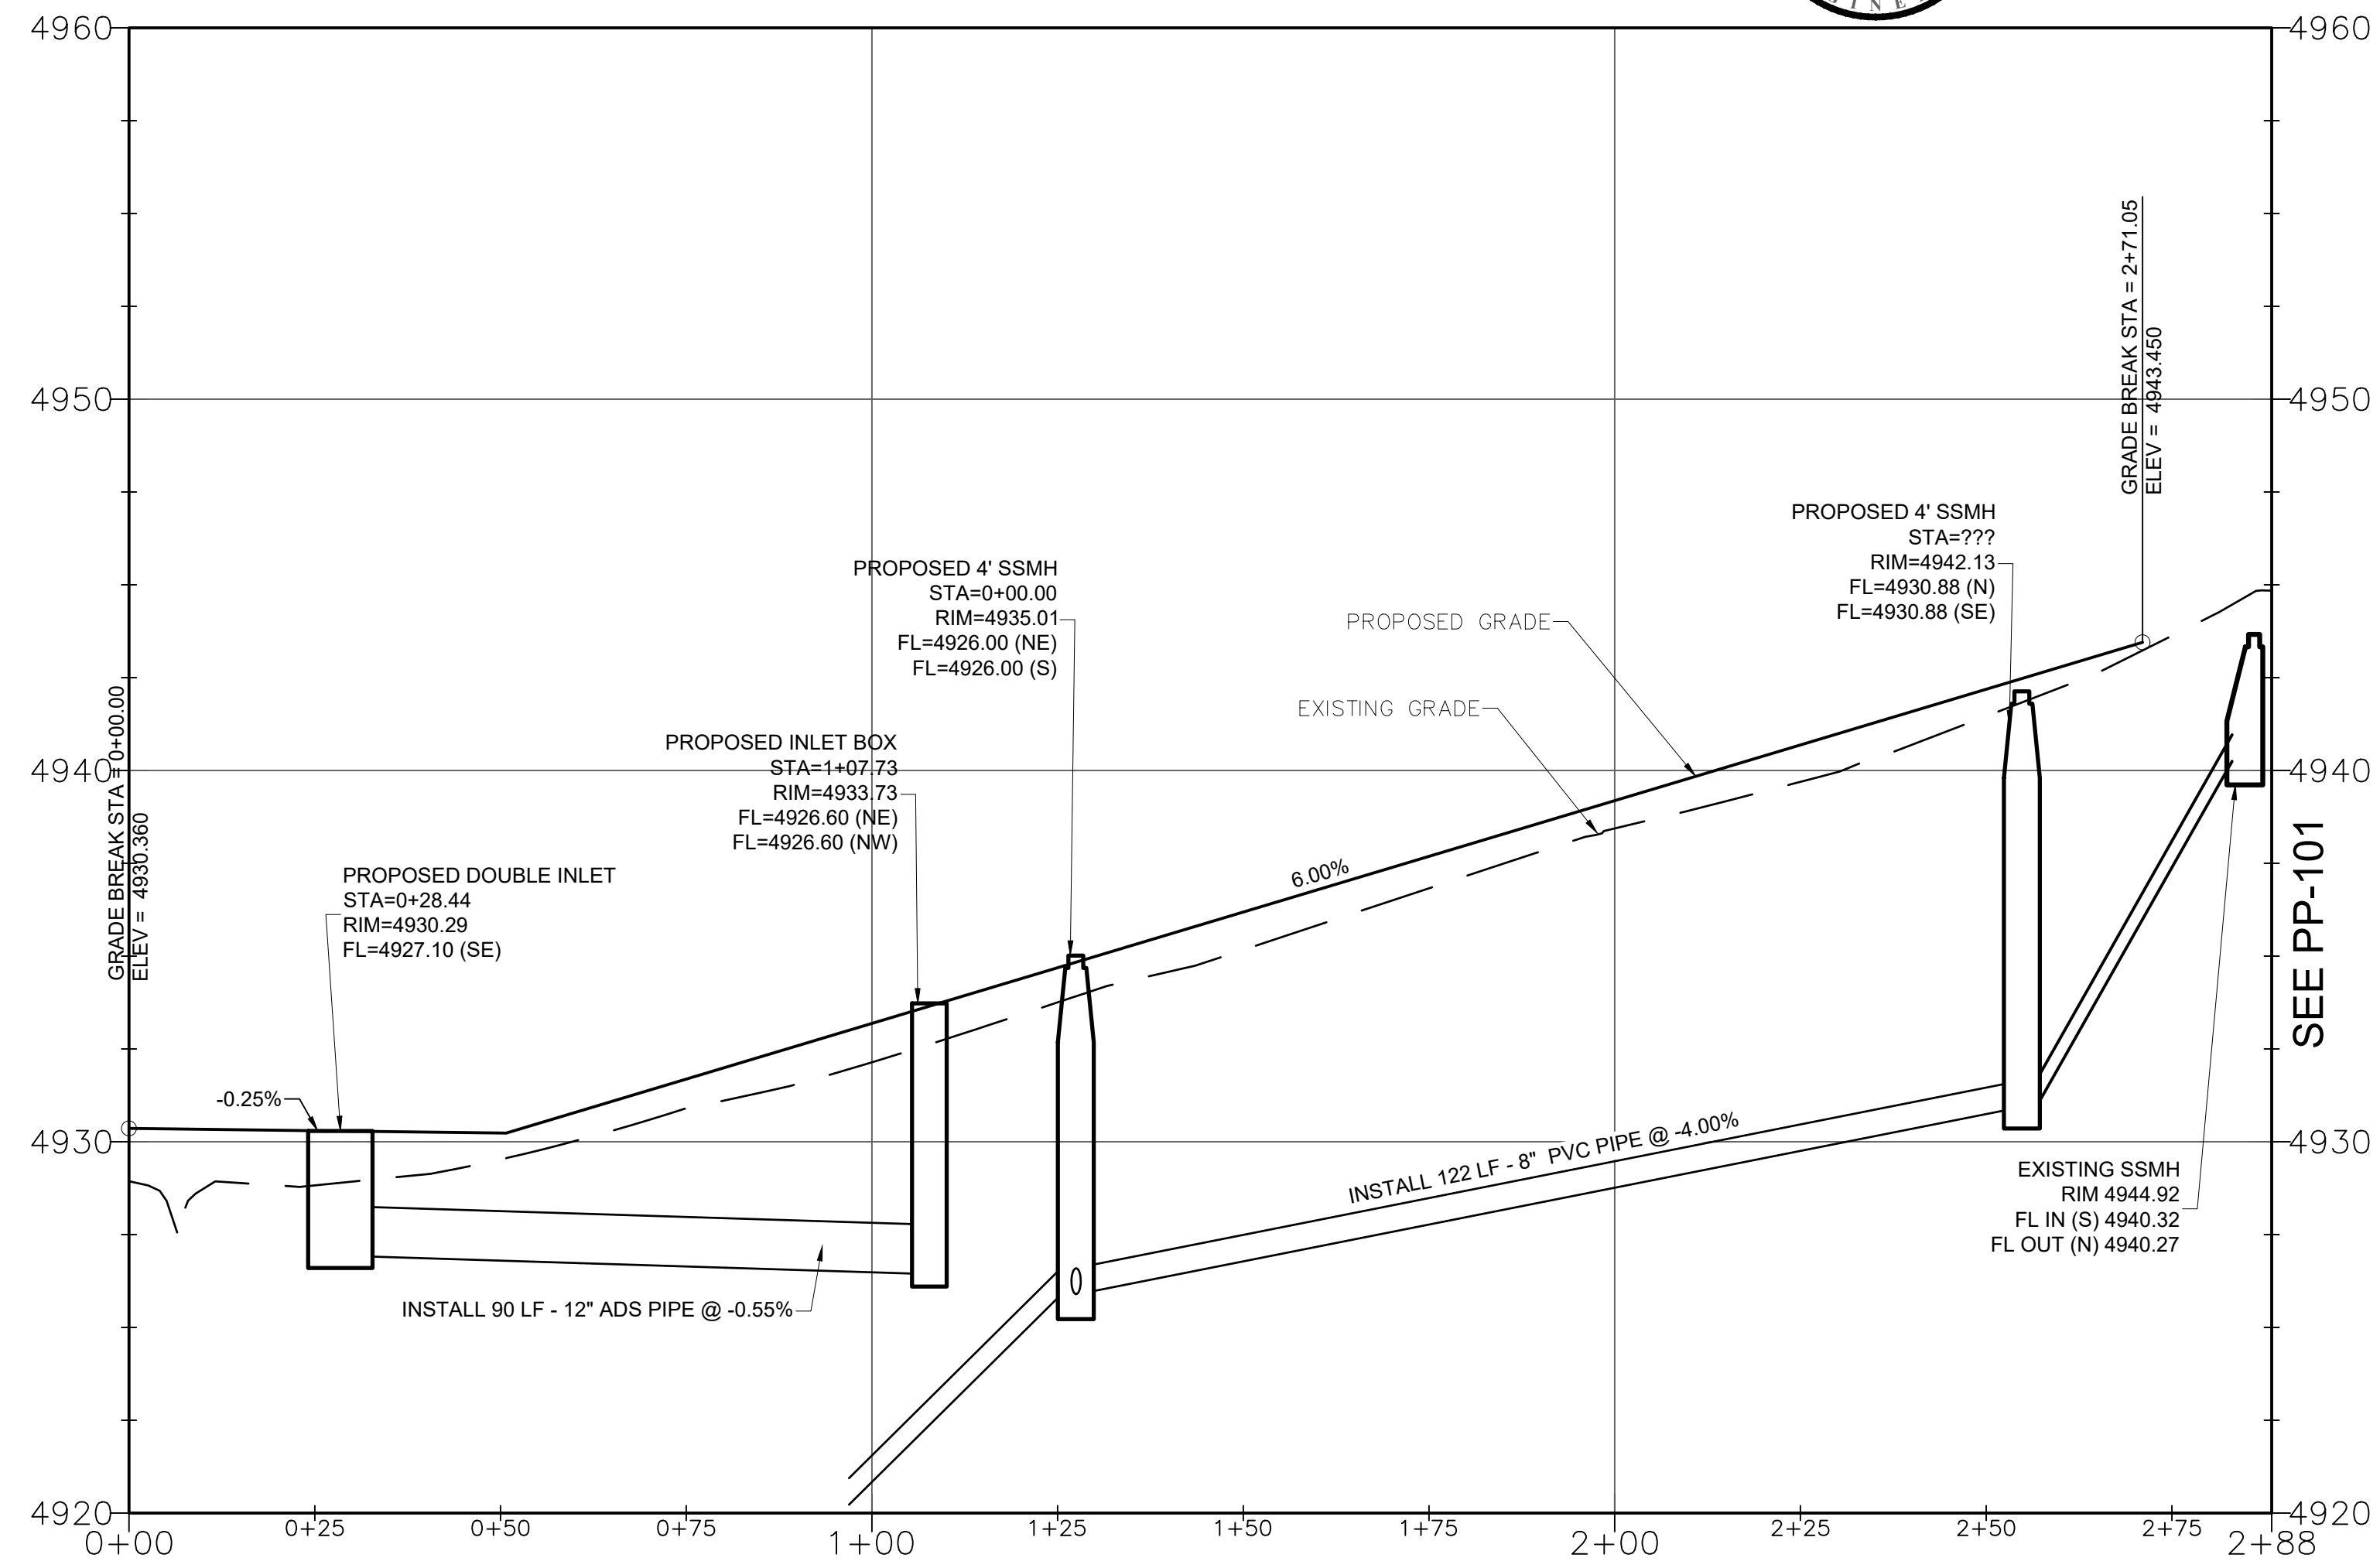 I N E
4960
4960
4950
4950
4940
4940
4930
4930
4920
4920
GRADE BREAK STA = 0+00.00
ELEV = 4930.360
GRADE BREAK STA = 2+71.05
ELEV = 4943.450
PROPOSED 4' SSMH
STA=???
RIM=4942.13
FL=4930.88 (N)
FL=4930.88 (SE)
PROPOSED 4' SSMH
STA=0+00.00
RIM=4935.01
FL=4926.00 (NE)
FL=4926.00 (S)
PROPOSED GRADE
EXISTING GRADE
PROPOSED INLET BOX
STA=1+07.73
RIM=4933.73
FL=4926.60 (NE)
FL=4926.60 (NW)
PROPOSED DOUBLE INLET
STA=0+28.44
RIM=4930.29
FL=4927.10 (SE)
6.00%
-0.25%
SEE PP-101
INSTALL 122 LF - 8" PVC PIPE @ -4.00%
EXISTING SSMH
RIM 4944.92
FL IN (S) 4940.32
FL OUT (N) 4940.27
INSTALL 90 LF - 12" ADS PIPE @ -0.55%
0+00 0+25 0+50 0+75 1+00 1+25 1+50 1+75 2+00 2+25 2+50 2+75 2+88